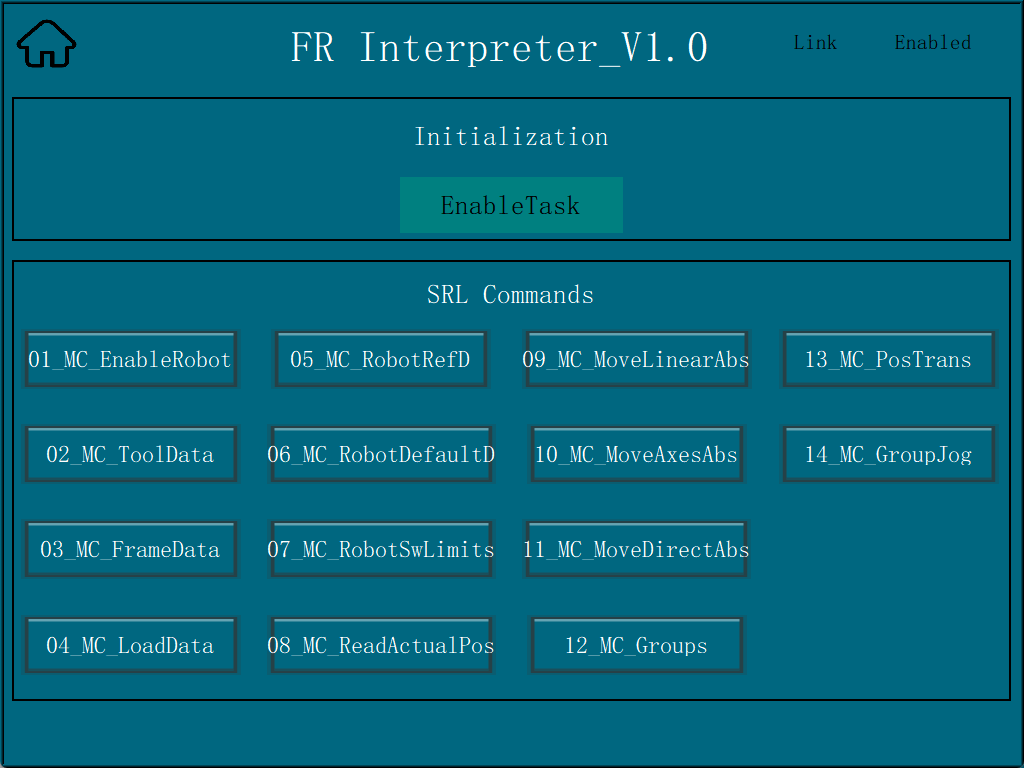 FR Interpreter_V1.0
Link
Enabled
Initialization
EnableTask
SRL Commands
01_MC_EnableRobot
05_MC_RobotRefD
09_MC_MoveLinearAbs
13_MC_PosTrans
02_MC_ToolData
06_MC_RobotDefaultD
10_MC_MoveAxesAbs
14_MC_GroupJog
03_MC_FrameData
07_MC_RobotSwLimits
11_MC_MoveDirectAbs
04_MC_LoadData
08_MC_ReadActualPos
12_MC_Groups